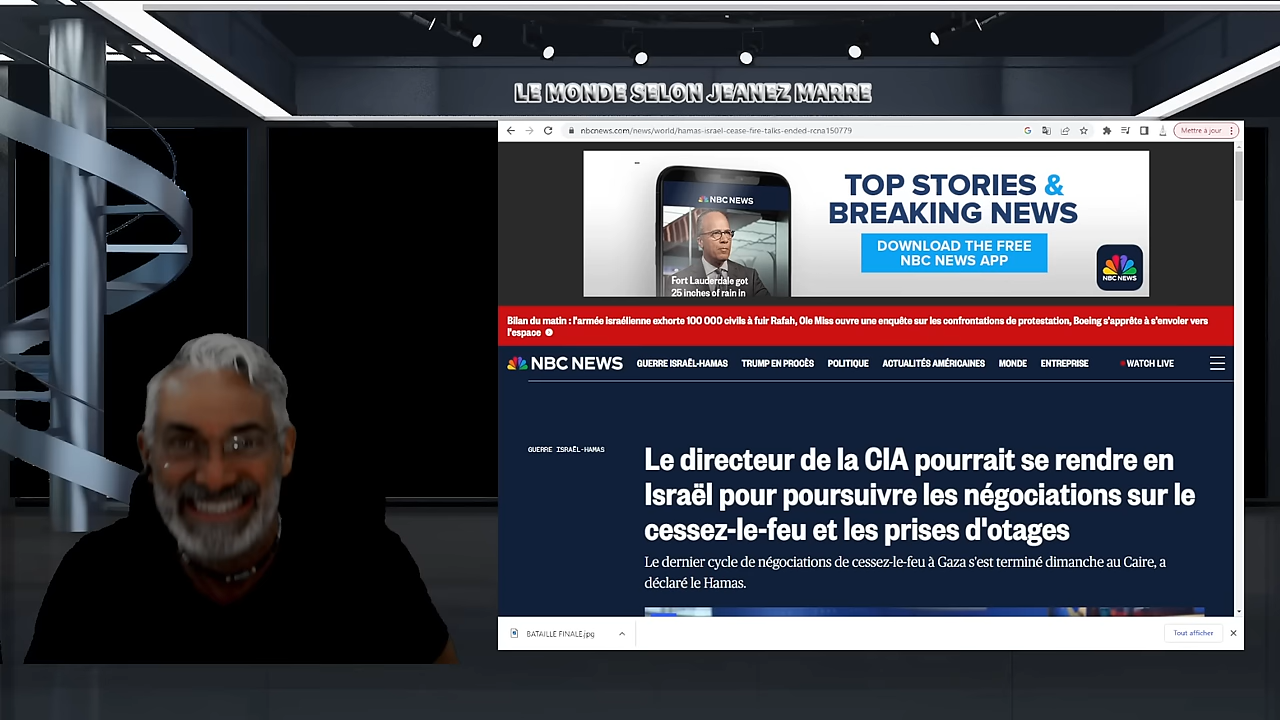 LE MONDE SELON JEANEZ MARRE
nbcnews.com/news/world/hamas-israel-cease-fire-talks-ended-rcna150779
Mettre à jour
NBC NEWS
Fort Lauderdale got
25 inches of rain in
TOP STORIES &
BREAKING NEWS
DOWNLOAD THE FREE
NBC NEWS APP
NBC NEWS
Bilan du matin : l'armée israélienne exhorte 100 000 civils à fuir Rafah, Ole Miss ouvre une enquête sur les confrontations de protestation, Boeing s'apprête à s'envoler vers
l'espace
NBC NEWS GUERRE ISRAËL-HAMAS TRUMP EN PROCÈS POLITIQUE ACTUALITÉS AMÉRICAINES MONDE ENTREPRISE WATCH LIVE
GUERRE ISRAËL-HAMAS
Le directeur de la CIA pourrait se rendre en
Israël pour poursuivre les négociations sur le
cessez-le-feu et les prises d'otages
Le dernier cycle de négociations de cessez-le-feu à Gaza s'est terminé dimanche au Caire, a
déclaré le Hamas.
BATAILLE FINALE.jpg
Tout afficher